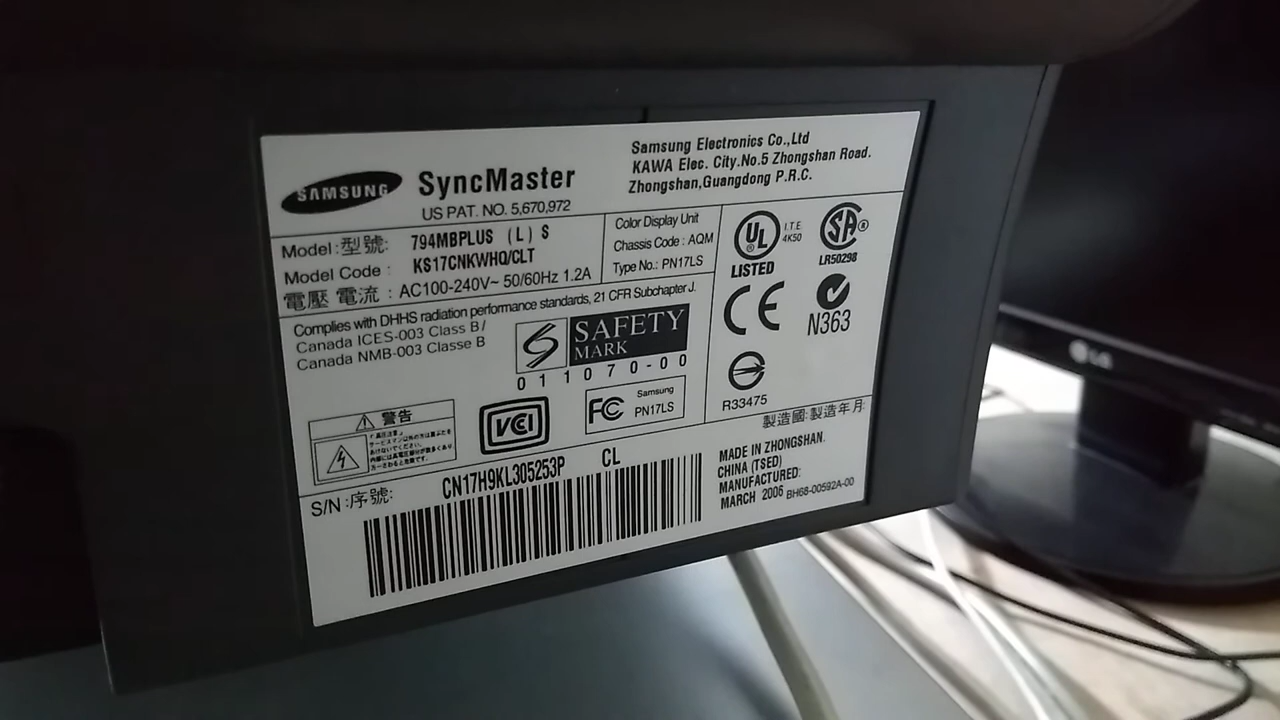 SAMSUNG
SyncMaster
US PAT. NO. 5,670,972
Samsung Electronics Co.,Ltd
KAWA Elec. City.No.5 Zhongshan Road.
Zhongshan,Guangdong P.R.C.
Model:型號: 794MBPLUS (L) S
Model Code : KS17CNKWHQ/CLT
電壓 電流 : AC100-240V~ 50/60Hz 1.2A
Color Display Unit
Chassis Code : AQM
Type No.: PN17LS
UL
I.T.E
4K50
LISTED
SA
LR50298
Complies with DHHS radiation performance standards, 21 CFR Subchapter J.
Canada ICES-003 Class B/
Canada NMB-003 Classe B
SAFETY
MARK
011070-00
CE
N363
R33475
警告
VCI
FC
Samsung
PN17LS
製造國:製造年月:
S/N:序號: CN17H9KL305253P CL
MADE IN ZHONGSHAN.
CHINA (TSED)
MANUFACTURED:
MARCH 2006 BH68-00592A-00
LG